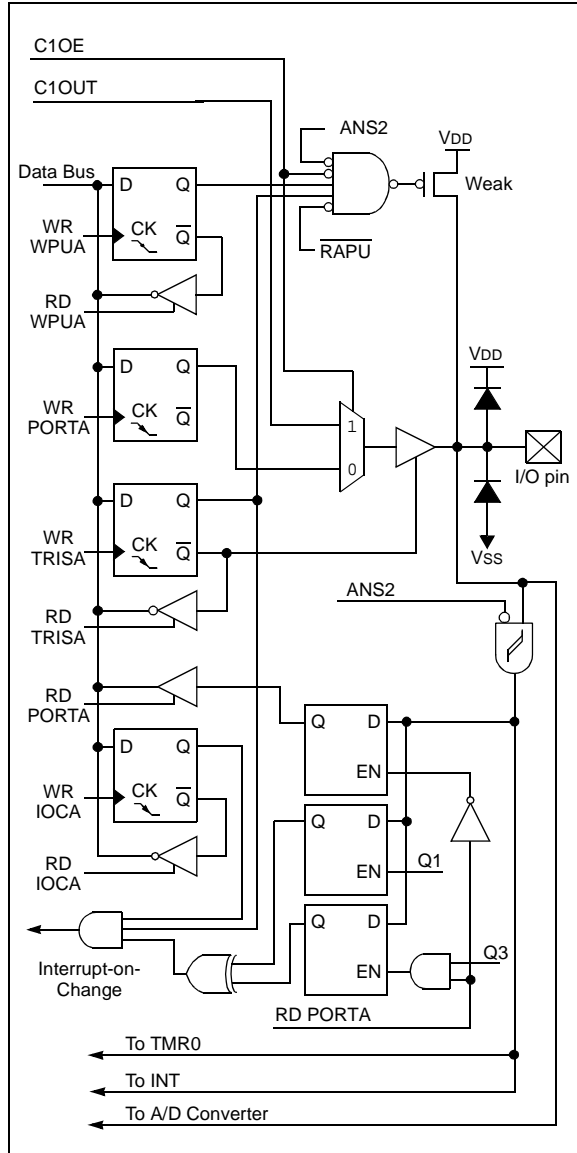 C1OE
C1OUT
ANS2
VDD
Data Bus
D Q
Weak
WR
WPUA
CK
Q
RAPU
RD
WPUA
D Q
VDD
WR
PORTA
CK
Q
1
0
I/O pin
D Q
WR
TRISA
CK
Q
VSS
ANS2
RD
TRISA
RD
PORTA
Q D
EN
D Q
WR
IOCA
CK
Q
Q D
EN
Q1
RD
IOCA
Q D
EN
Q3
Interrupt-on-
Change
RD PORTA
To TMR0
To INT
To A/D Converter